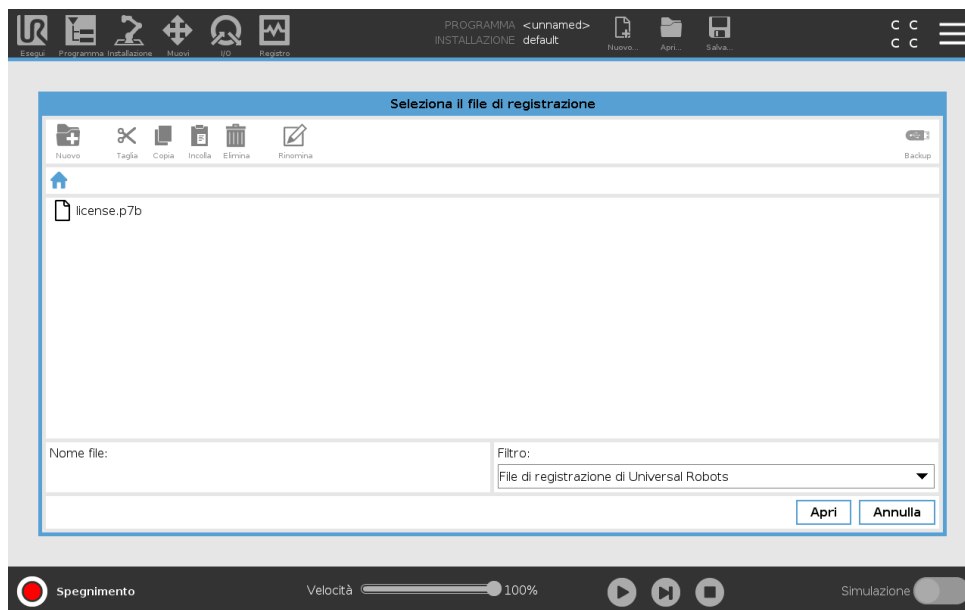 PROGRAMMA <unnamed>
INSTALLAZIONE default
Esegui Programma Installazione Muovi I/O Registro Nuovo... Apri... Salva...
C C
C C
Seleziona il file di registrazione
Nuovo Taglia Copia Incolla Elimina Rinomina Backup
license.p7b
Nome file: Filtro:
File di registrazione di Universal Robots
Apri Annulla
Spegnimento Velocità 100% Simulazione